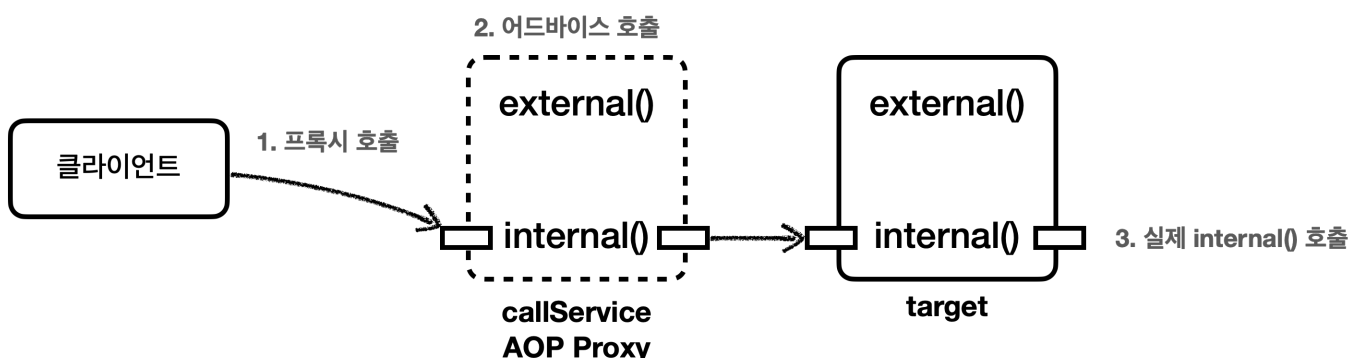 2. 어드바이스 호출
external()
external()
1. 프록시 호출
클라이언트
internal()
internal()
3. 실제 internal() 호출
callService
AOP Proxy
target